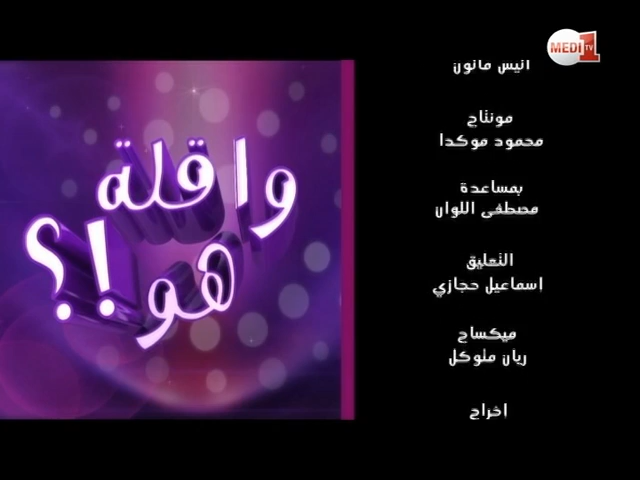 MEDI 1 TV
انيس مانون
مونتاج
محمود موكدا
بمساعدة
مصطفى اللوان
التعليق
اسماعيل حجازي
ميكساج
ريان ملوكل
اخراج
واقلة
هو!؟